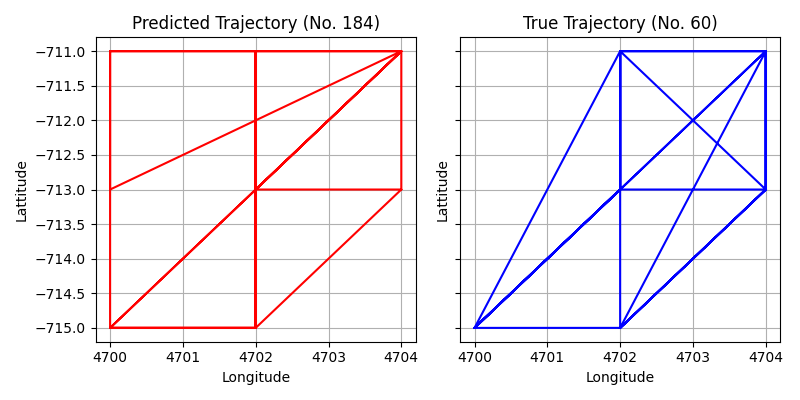 Predicted Trajectory (No. 184)
True Trajectory (No. 60)
Lattitude
−711.0
−711.5
−712.0
−712.5
−713.0
−713.5
−714.0
−714.5
−715.0
4700 4701 4702 4703 4704
Longitude
Lattitude
4700 4701 4702 4703 4704
Longitude